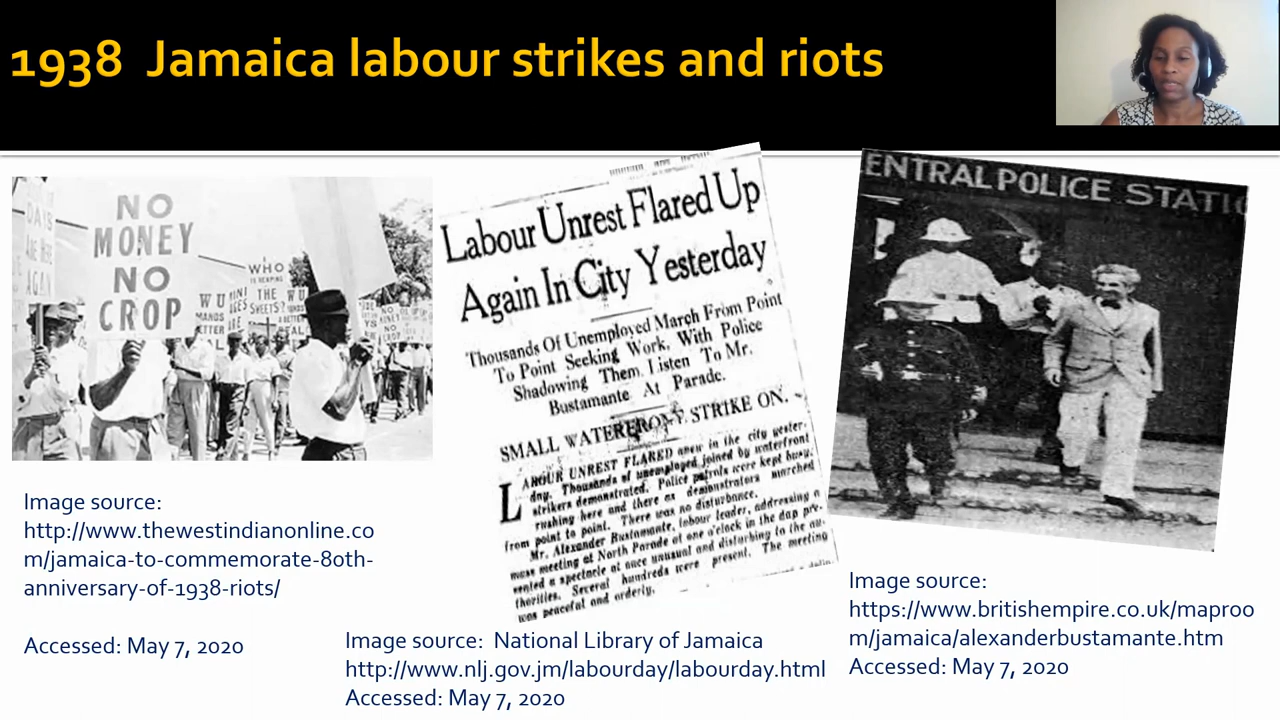 1938 Jamaica labour strikes and riots
DAYS
ARE HERE
AGAIN
NO
MONEY
NO
CROP
WHO
IS REAPING
THE
SWEETS?
Labour Unrest Flared Up
Again In City Yesterday
Thousands Of Unemployed March From Point
To Point Seeking Work, With Police
Shadowing Them. Listen To Mr.
Bustamante At Parade.
SMALL WATERFRONT STRIKE ON.
LABOUR UNREST FLARED anew in the city yester-
day. Thousands of unemployed joined by waterfront
strikers demonstrated. Police patrols were kept busy:
rushing here and there as demonstrators marched
from point to point. There was no disturbance.
Mr. Alexander Bustamante, labour leader, addressing a
mass meeting at North Parade at one o'clock in the day pre-
sented a spectacle at once unusual and disturbing to the au-
thorities. Several hundreds were present. The meeting
was peaceful and orderly.
ENTRAL POLICE STATI
Image source:
http://www.thewestindianonline.co
m/jamaica-to-commemorate-80th-
anniversary-of-1938-riots/
Accessed: May 7, 2020
Image source: National Library of Jamaica
http://www.nlj.gov.jm/labourday/labourday.html
Accessed: May 7, 2020
Image source:
https://www.britishempire.co.uk/maproo
m/jamaica/alexanderbustamante.htm
Accessed: May 7, 2020